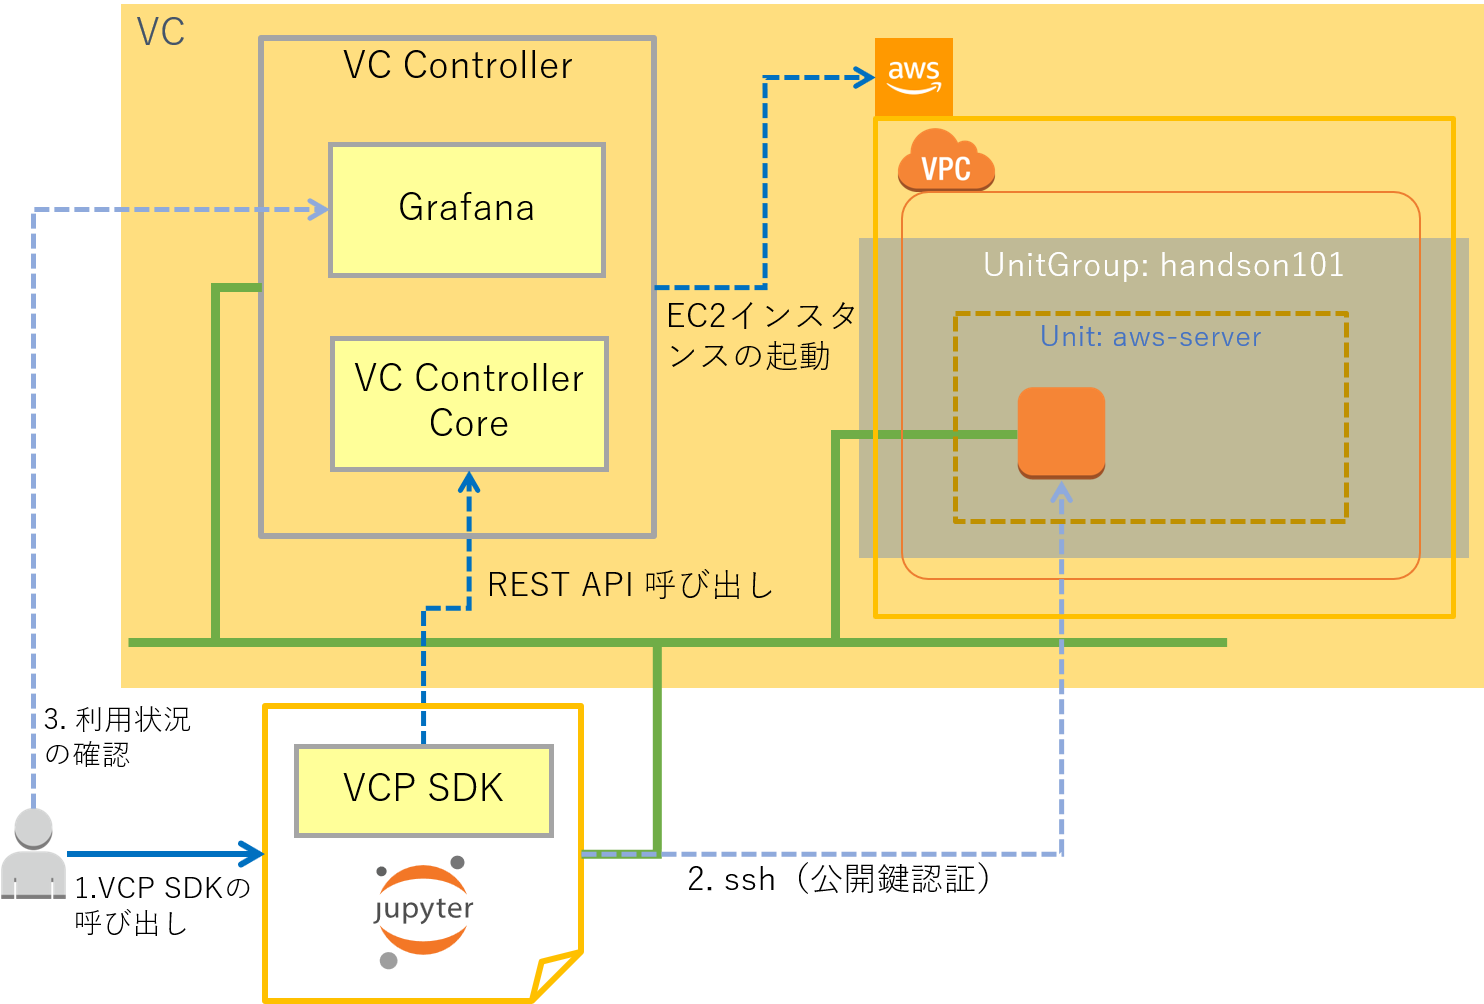 VC
VC Controller
aws
VPC
Grafana
UnitGroup: handson101
EC2インスタ
ンスの起動
Unit: aws-server
VC Controller
Core
REST API 呼び出し
3. 利用状況
の確認
VCP SDK
1.VCP SDKの
呼び出し
jupyter
2. ssh（公開鍵認証）